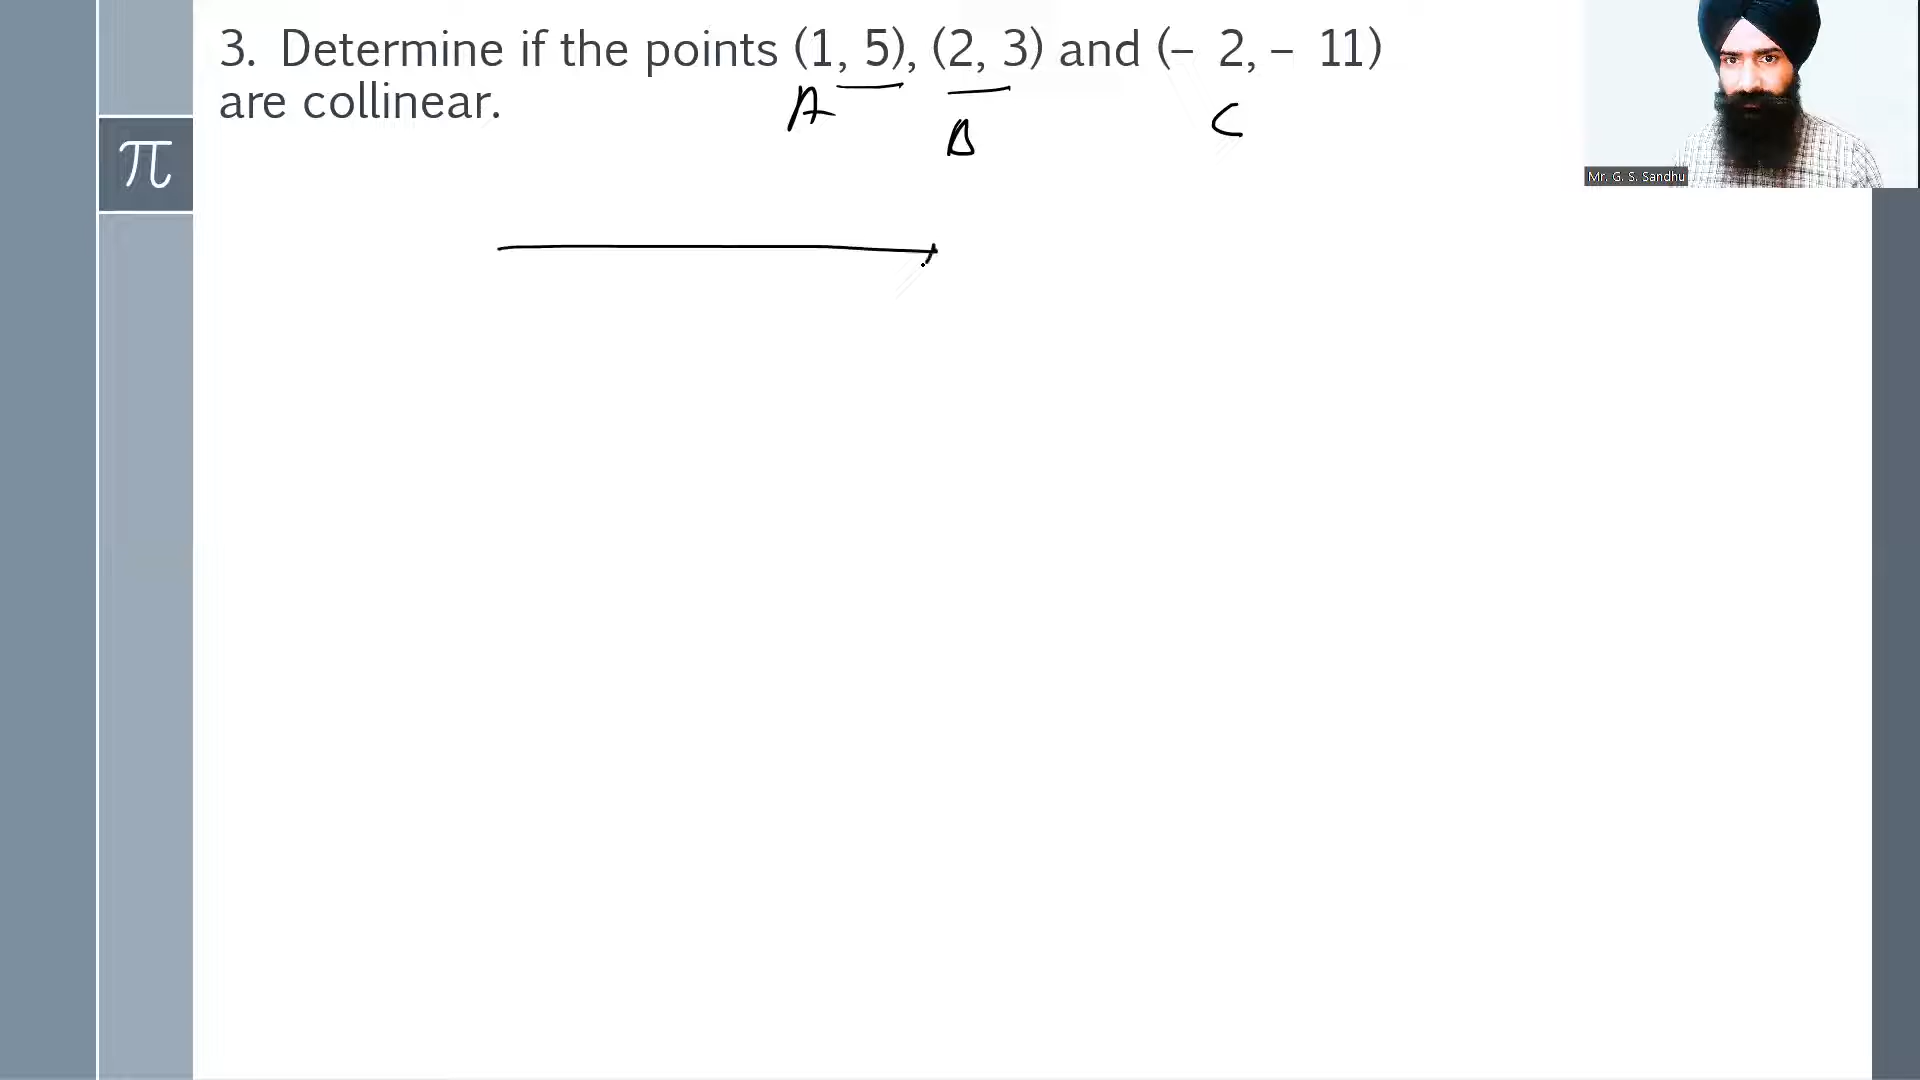 3. Determine if the points (1, 5), (2, 3) and (– 2, – 11)
are collinear.
A
B
C
π
Mr. G. S. Sandhu